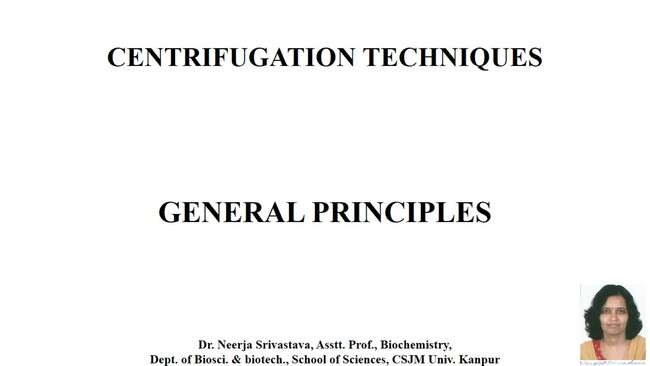 CENTRIFUGATION TECHNIQUES
GENERAL PRINCIPLES
Dr. Neerja Srivastava, Asstt. Prof., Biochemistry,
Dept. of Biosci. & biotech., School of Sciences, CSJM Univ. Kanpur